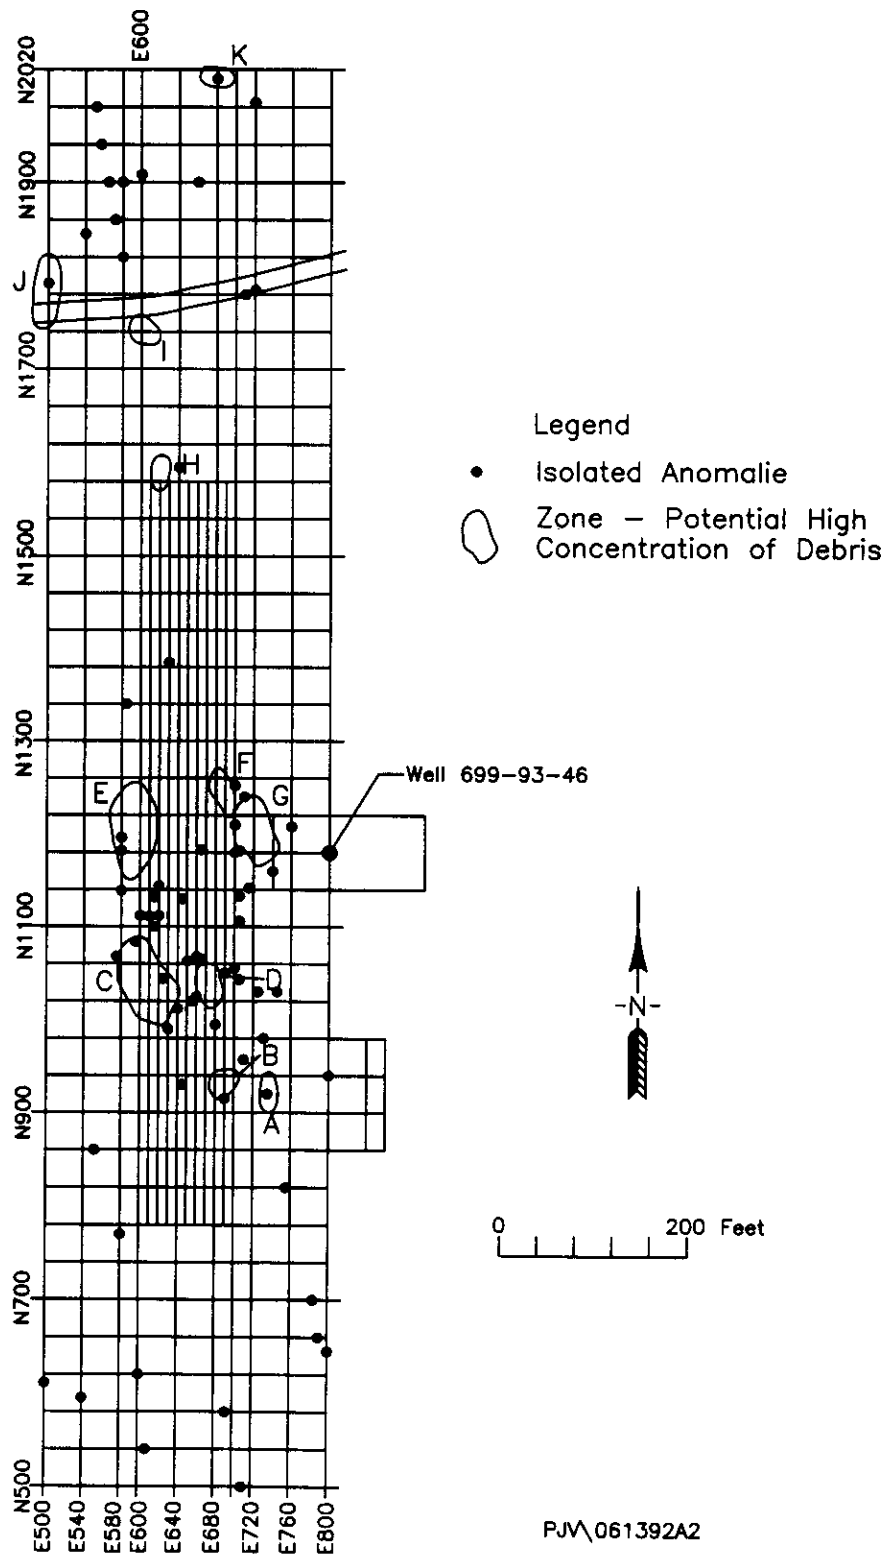 E600
K
N2020
N1900
J
I
N1700
H
Legend
Isolated Anomalie
Zone – Potential High
Concentration of Debris
N1500
N1300
F
E
G
Well 699-93-46
N1100
C
D
-N-
B
A
N900
0
200 Feet
N700
N500
E500
E540
E580
E600
E640
E680
E720
E760
E800
PJV\061392A2